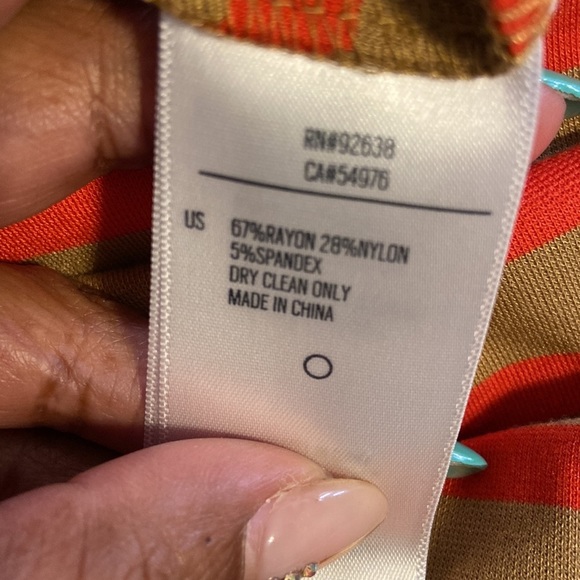 RN#92638
CA#54976
US 67%RAYON 28%NYLON
5%SPANDEX
DRY CLEAN ONLY
MADE IN CHINA